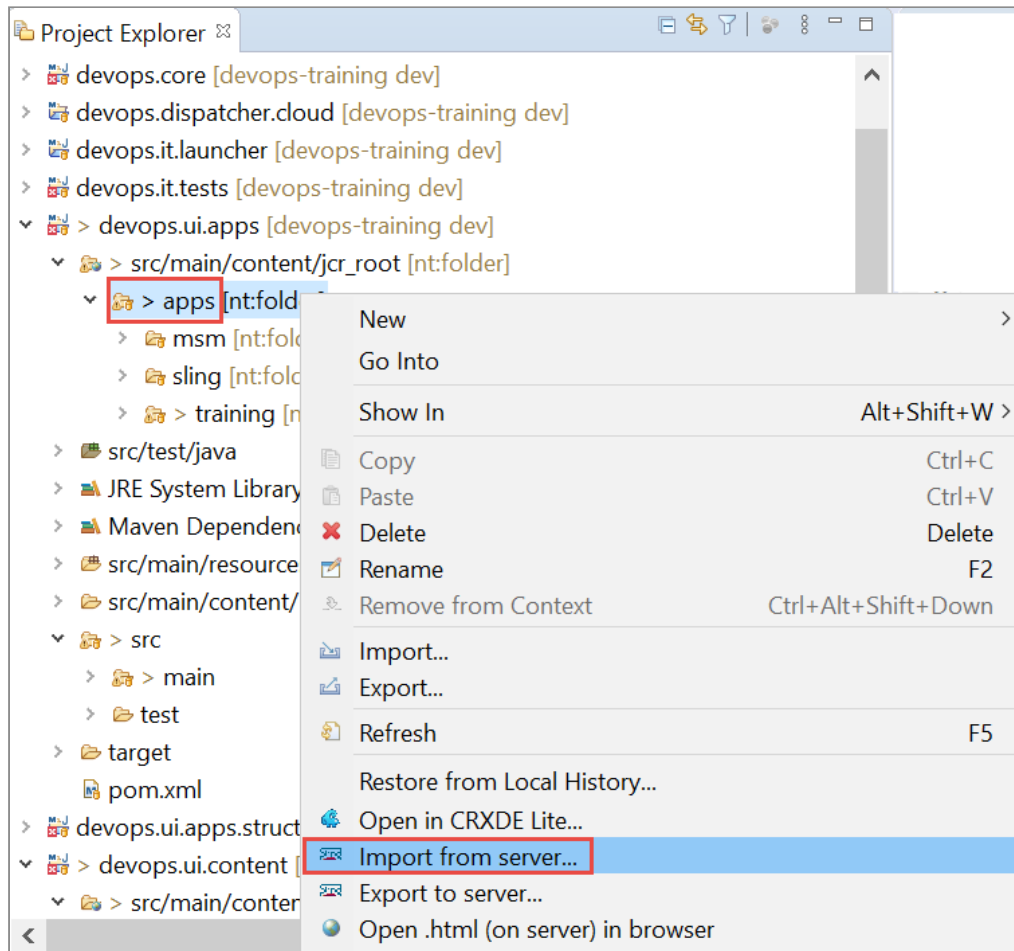 Project Explorer
devops.core [devops-training dev]
devops.dispatcher.cloud [devops-training dev]
devops.it.launcher [devops-training dev]
devops.it.tests [devops-training dev]
> devops.ui.apps [devops-training dev]
> src/main/content/jcr_root [nt:folder]
> apps [nt:fold
msm [nt:fol
sling [nt:fold
> training [n
src/test/java
JRE System Library
Maven Dependen
src/main/resource
src/main/content/
> src
> main
test
target
pom.xml
devops.ui.apps.struct
> devops.ui.content [
> src/main/conten
New
Go Into
Show In Alt+Shift+W >
Copy Ctrl+C
Paste Ctrl+V
Delete Delete
Rename F2
Remove from Context Ctrl+Alt+Shift+Down
Import...
Export...
Refresh F5
Restore from Local History...
Open in CRXDE Lite...
Import from server...
Export to server...
Open .html (on server) in browser